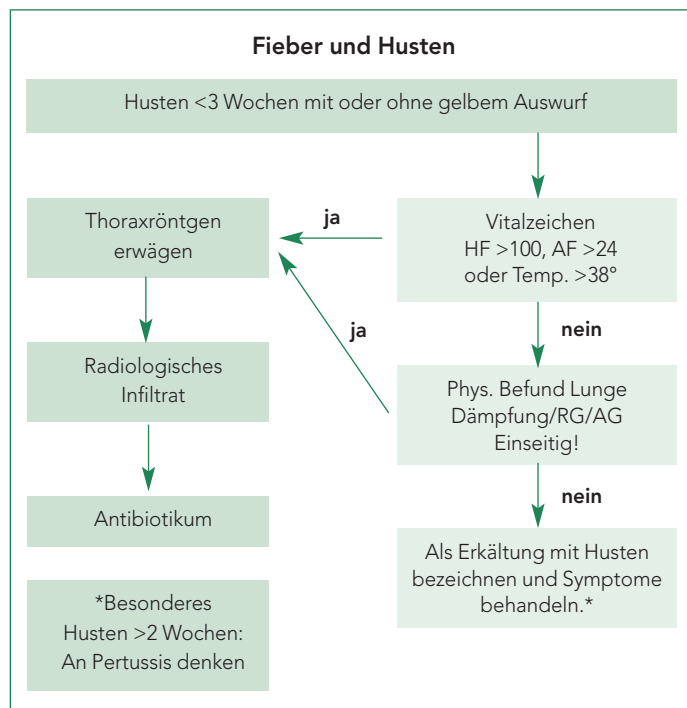 Fieber und Husten
Husten <3 Wochen mit oder ohne gelbem Auswurf
Thoraxröntgen
erwägen
ja
Vitalzeichen
HF >100, AF >24
oder Temp. >38°
ja
nein
Radiologisches
Infiltrat
Phys. Befund Lunge
Dämpfung/RG/AG
Einseitig!
nein
Antibiotikum
Als Erkältung mit Husten
bezeichnen und Symptome
behandeln.*
*Besonderes
Husten >2 Wochen:
An Pertussis denken